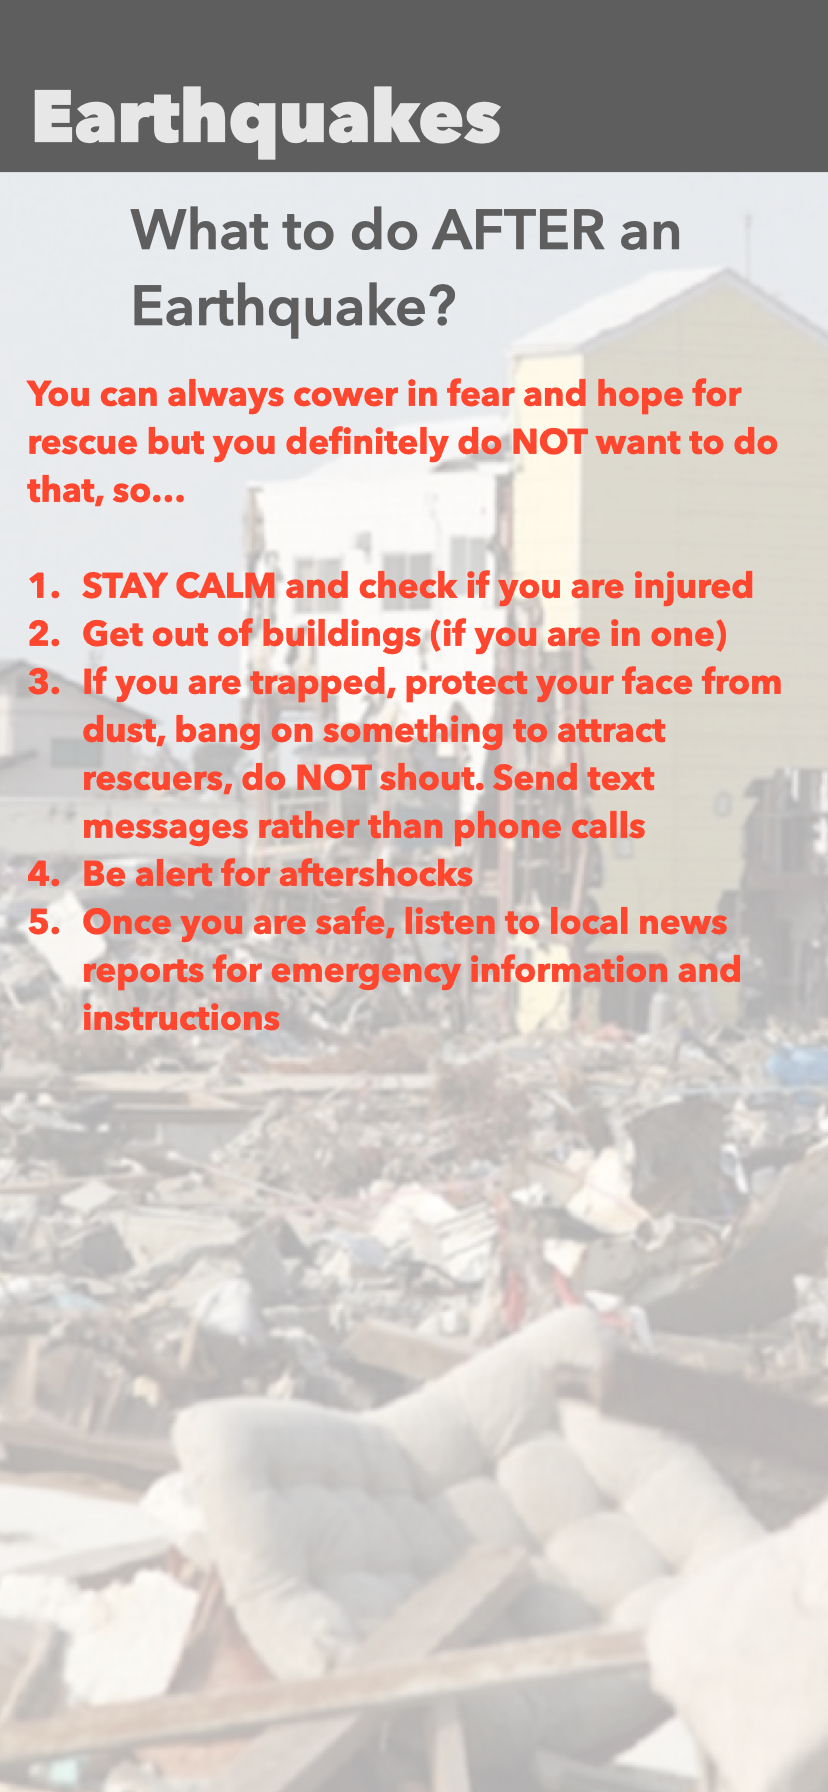 Earthquakes
What to do AFTER an
Earthquake?
You can always cower in fear and hope for
rescue but you definitely do NOT want to do
that, so...
1. STAY CALM and check if you are injured
2. Get out of buildings (if you are in one)
3. If you are trapped, protect your face from
dust, bang on something to attract
rescuers, do NOT shout. Send text
messages rather than phone calls
4. Be alert for aftershocks
5. Once you are safe, listen to local news
reports for emergency information and
instructions